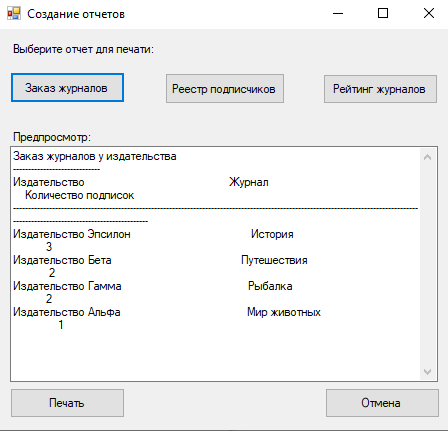 Создание отчетов
Выберите отчет для печати:
Заказ журналов Реестр подписчиков Рейтинг журналов
Предпросмотр:
Заказ журналов у издательства
-----------------------------
Издательство Журнал
Количество подписок
---------------------------------------------------------------------------------------------------------------------------------------
---------------------------------------------
Издательство Эпсилон История
3
Издательство Бета Путешествия
2
Издательство Гамма Рыбалка
2
Издательство Альфа Мир животных
1
Печать Отмена